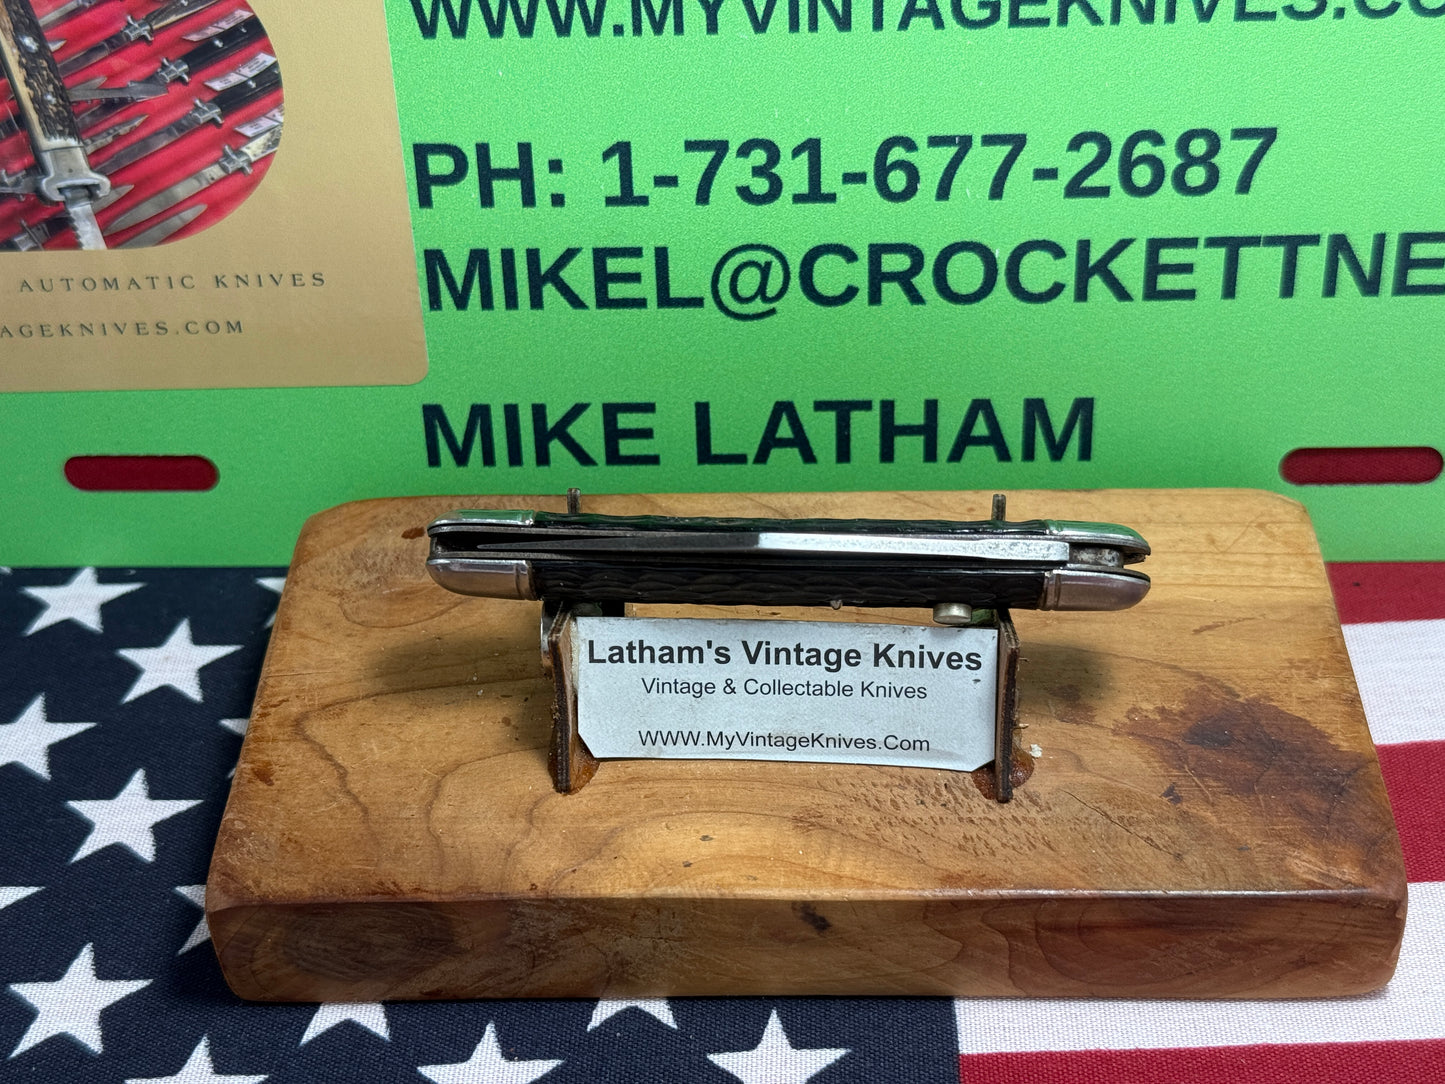 WWW.MYVINTAGEKNIVES.CO
PH: 1-731-677-2687
MIKEL@CROCKETTNE
MIKE LATHAM
AUTOMATIC KNIVES
AGEKNIVES.COM
Latham's Vintage Knives
Vintage & Collectable Knives
WWW.MyVintageKnives.Com